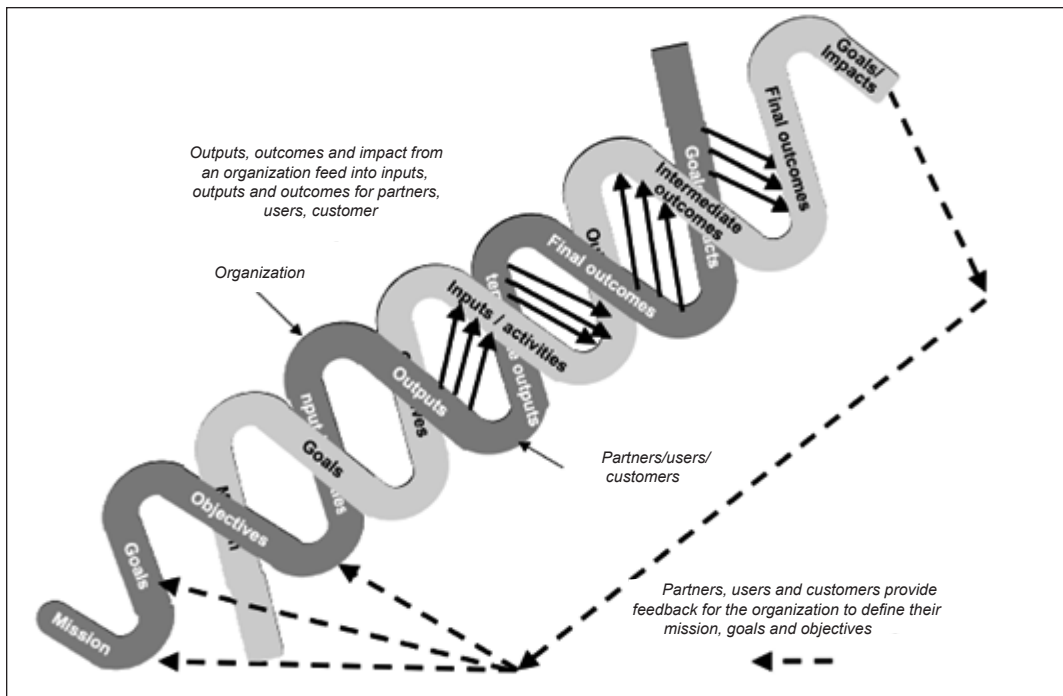 Goals/
Impacts
Final outcomes
Outputs, outcomes and impact from
an organization feed into inputs,
outputs and outcomes for partners,
users, customer
Intermediate
outcomes
Final outcomes
Organization
Inputs / activities
Outputs
Goals
Partners/users/
customers
Objectives
Goals
Mission
Partners, users and customers provide
feedback for the organization to define their
mission, goals and objectives